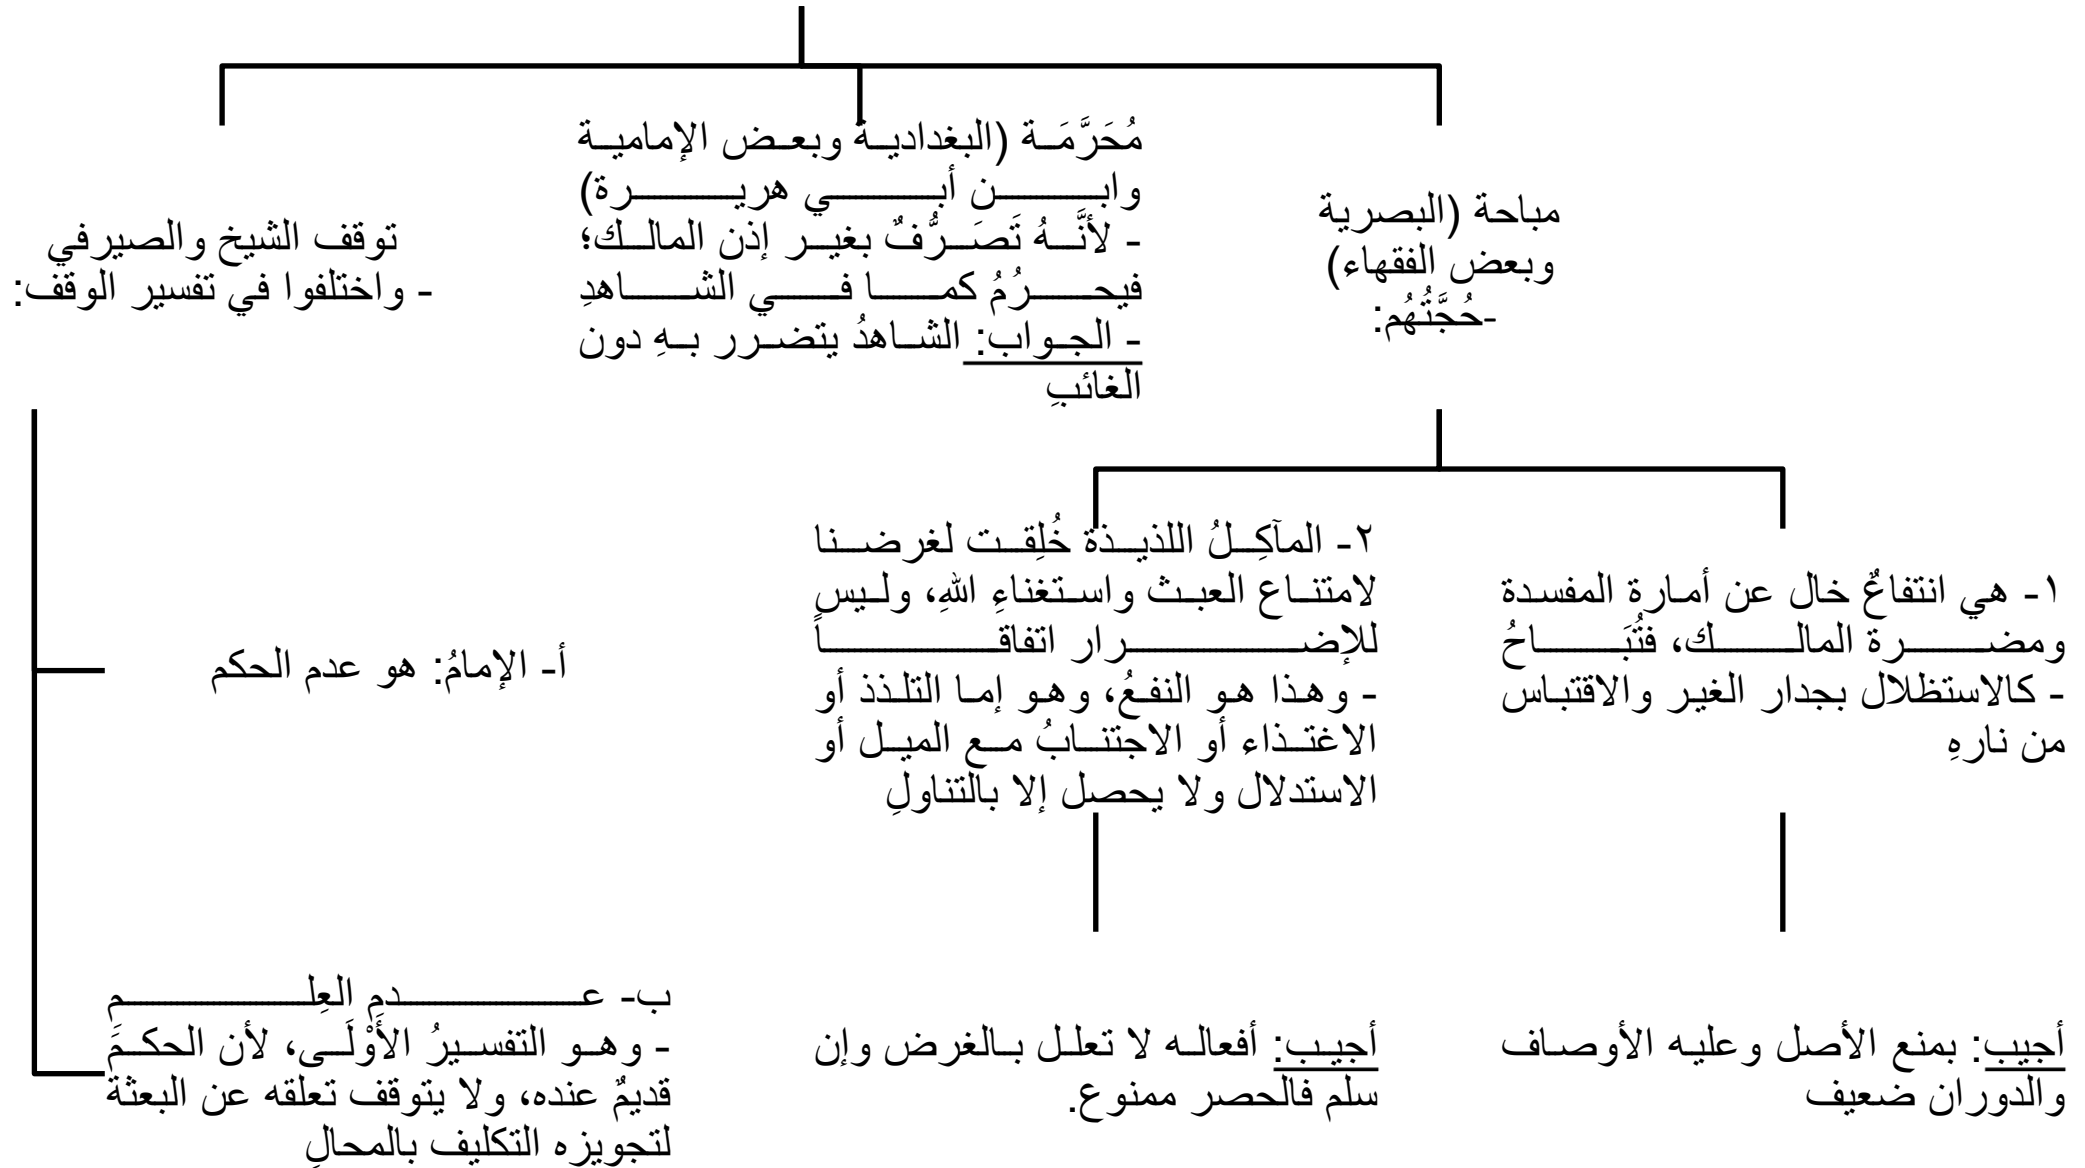 مباحة (البصرية
وبعض الفقهاء)
-حُجَّتُهُم:
مُحَرَّمَة (البغدادية وبعض الإمامية
وابن أبي هريرة)
- لأنَّهُ تَصَرُّفٌ بغير إذن المالك؛
فيحرُمُ كما في الشاهدِ
- الجواب: الشاهدُ يتضرر بهِ دون
الغائبِ
توقف الشيخ والصيرفي
- واختلفوا في تفسير الوقف:
١- هي انتفاعٌ خال عن أمارة المفسدة
ومضرة المالك، فتُبَاحُ
- كالاستظلال بجدار الغير والاقتباس
من نارهِ
٢- المآكِلُ اللذيذة خُلِقت لغرضنا
لامتناع العبث واستغناءِ اللهِ، وليس
للإضرار اتفاقاً
- وهذا هو النفعُ، وهو إما التلذذ أو
الاغتذاء أو الاجتنابُ مع الميل أو
الاستدلال ولا يحصل إلا بالتناولِ
أ- الإمامُ: هو عدم الحكم
أجيب: بمنع الأصل وعليه الأوصاف
والدوران ضعيف
أجيب: أفعاله لا تعلل بالغرض وإن
سلم فالحصر ممنوع.
ب- عدمِ العِلم
- وهو التفسيرُ الأَوْلَى، لأن الحكمَ
قديمٌ عنده، ولا يتوقف تعلقه عن البعثة
لتجويزه التكليف بالمحالِ